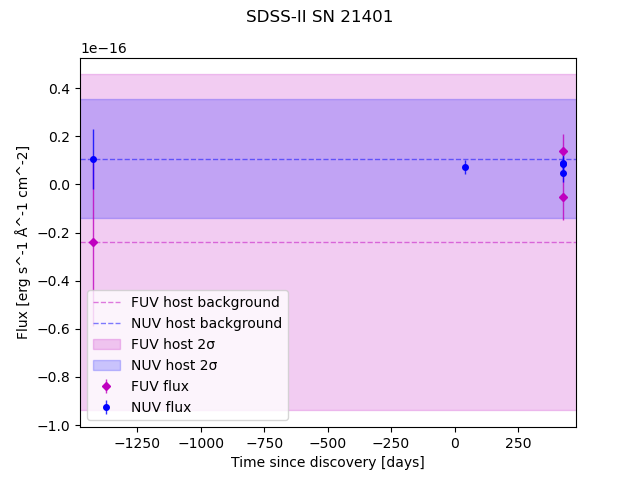 SDSS-II SN 21401
1e−16
0.4
0.2
0.0
−0.2
−0.4
−0.6
−0.8
−1.0
Flux [erg s^-1 Å^-1 cm^-2]
FUV host background
NUV host background
FUV host 2σ
NUV host 2σ
FUV flux
NUV flux
−1250 −1000 −750 −500 −250 0 250
Time since discovery [days]